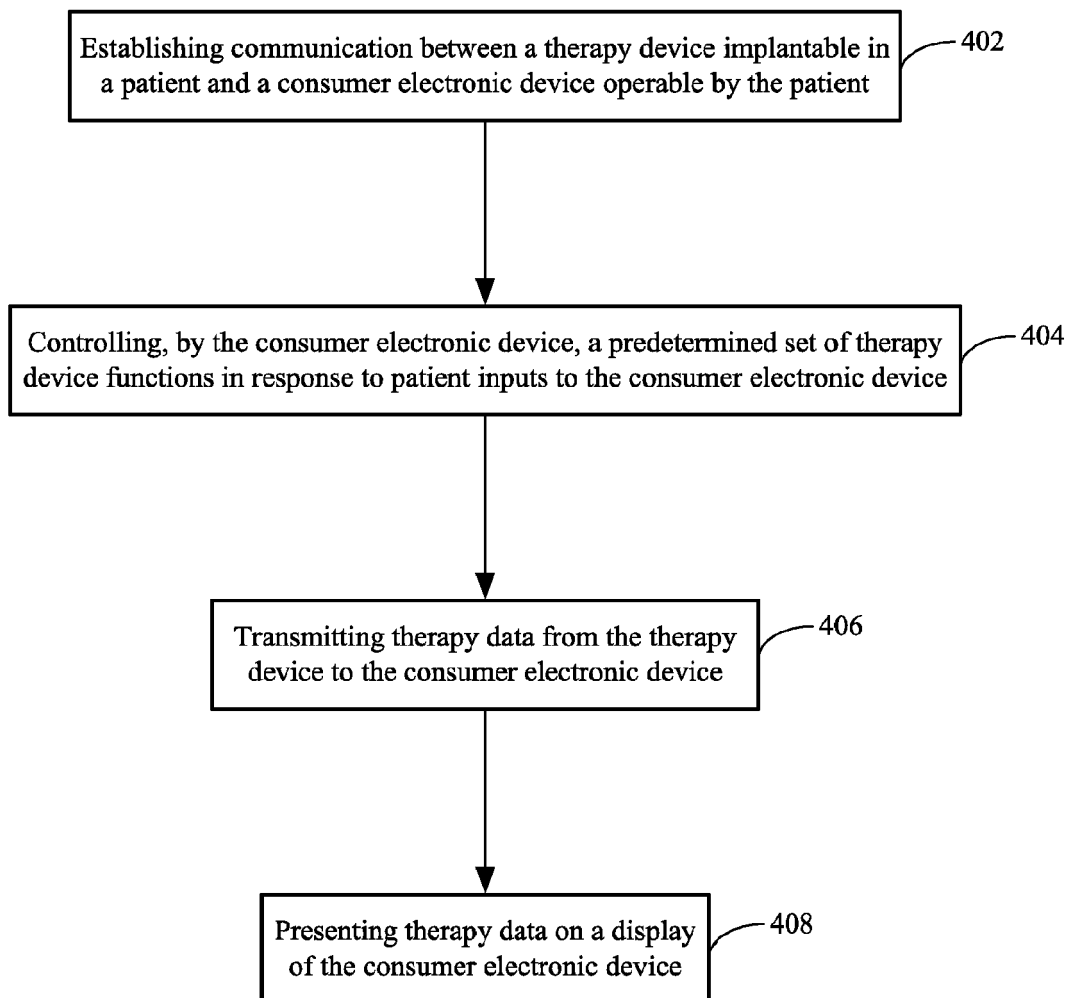 Establishing communication between a therapy device implantable in
a patient and a consumer electronic device operable by the patient
402
Controlling, by the consumer electronic device, a predetermined set of therapy
device functions in response to patient inputs to the consumer electronic device
404
Transmitting therapy data from the therapy
device to the consumer electronic device
406
Presenting therapy data on a display
of the consumer electronic device
408